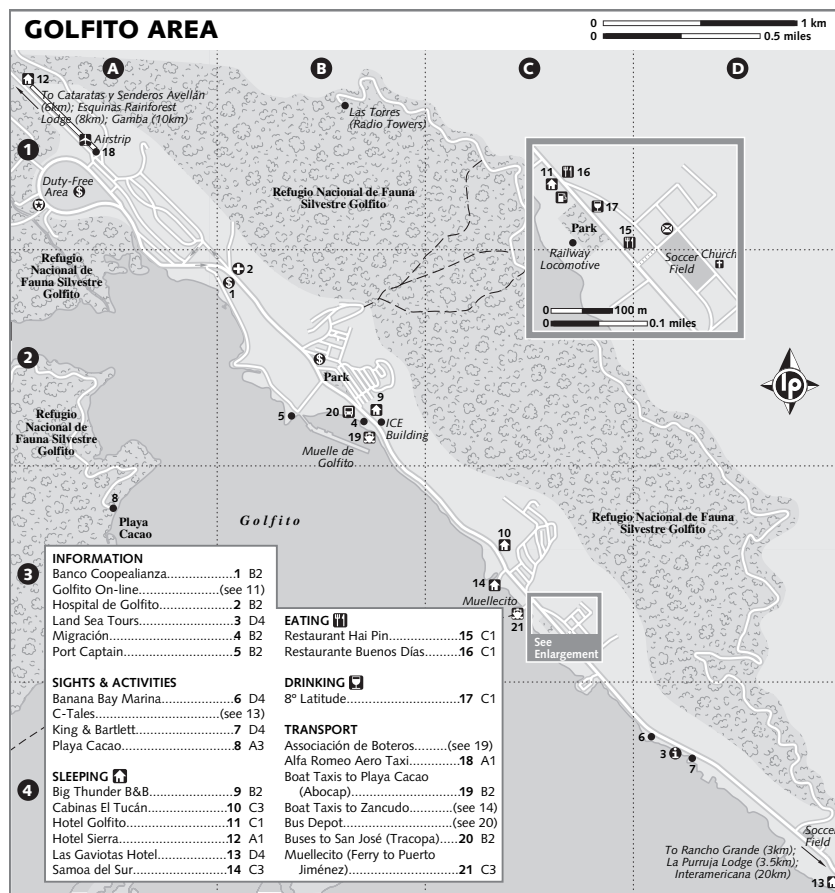 GOLFITO AREA
0 1 km
0 0.5 miles
A
B
C
D
12
To Cataratas y Senderos Avellán
(6km); Esquinas Rainforest
Lodge (8km); Gamba (10km)
Airstrip
18
1
Duty-Free
Area
$
Las Torres
(Radio Towers)
Refugio Nacional de Fauna
Silvestre Golfito
11
16
17
Park
15
Railway
Locomotive
Soccer
Field
Church
0 100 m
0 0.1 miles
Refugio
Nacional de
Fauna Silvestre
Golfito
2
$
1
2
$
Park
9
20
4
ICE
Building
5
19
Muelle de
Golfito
lp
Refugio
Nacional de
Fauna Silvestre
Golfito
8
Playa
Cacao
Golfito
Refugio Nacional de Fauna
Silvestre Golfito
10
3
14
Muellecito
21
See
Enlargement
INFORMATION
Banco Coopealianza....................1 B2
Golfito On-line.......................(see 11)
Hospital de Golfito....................2 B2
Land Sea Tours.........................3 D4
Migración..............................4 B2
Port Captain...........................5 B2
SIGHTS & ACTIVITIES
Banana Bay Marina......................6 D4
C-Tales...............................(see 13)
King & Bartlett........................7 D4
Playa Cacao............................8 A3
4
SLEEPING
Big Thunder B&B........................9 B2
Cabinas El Tucán......................10 C3
Hotel Golfito.........................11 C1
Hotel Sierra..........................12 A1
Las Gaviotas Hotel....................13 D4
Samoa del Sur.........................14 C3
EATING
Restaurant Hai Pin....................15 C1
Restaurante Buenos Días...............16 C1
DRINKING
8º Latitude...........................17 C1
TRANSPORT
Associación de Boteros........(see 19)
Alfa Romeo Aero Taxi..................18 A1
Boat Taxis to Playa Cacao
(Abocap)..............................19 B2
Boat Taxis to Zancudo.........(see 14)
Bus Depot.....................(see 20)
Buses to San José (Tracopa)...20 B2
Muellecito (Ferry to Puerto
Jiménez)..............................21 C3
6
3
i
7
Soccer
Field
To Rancho Grande (3km);
La Purruja Lodge (3.5km);
Interamericana (20km)
13